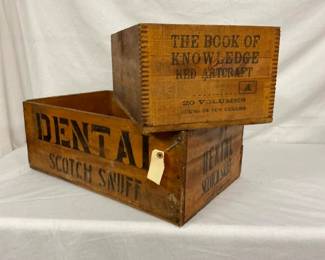 THE BOOK OF
KNOWLEDGE
RED ARTCRAFT
A
20 VOLUMES
DENTAL
SCOTCH SNUFF
DENTAL
SCOTCH SNUFF